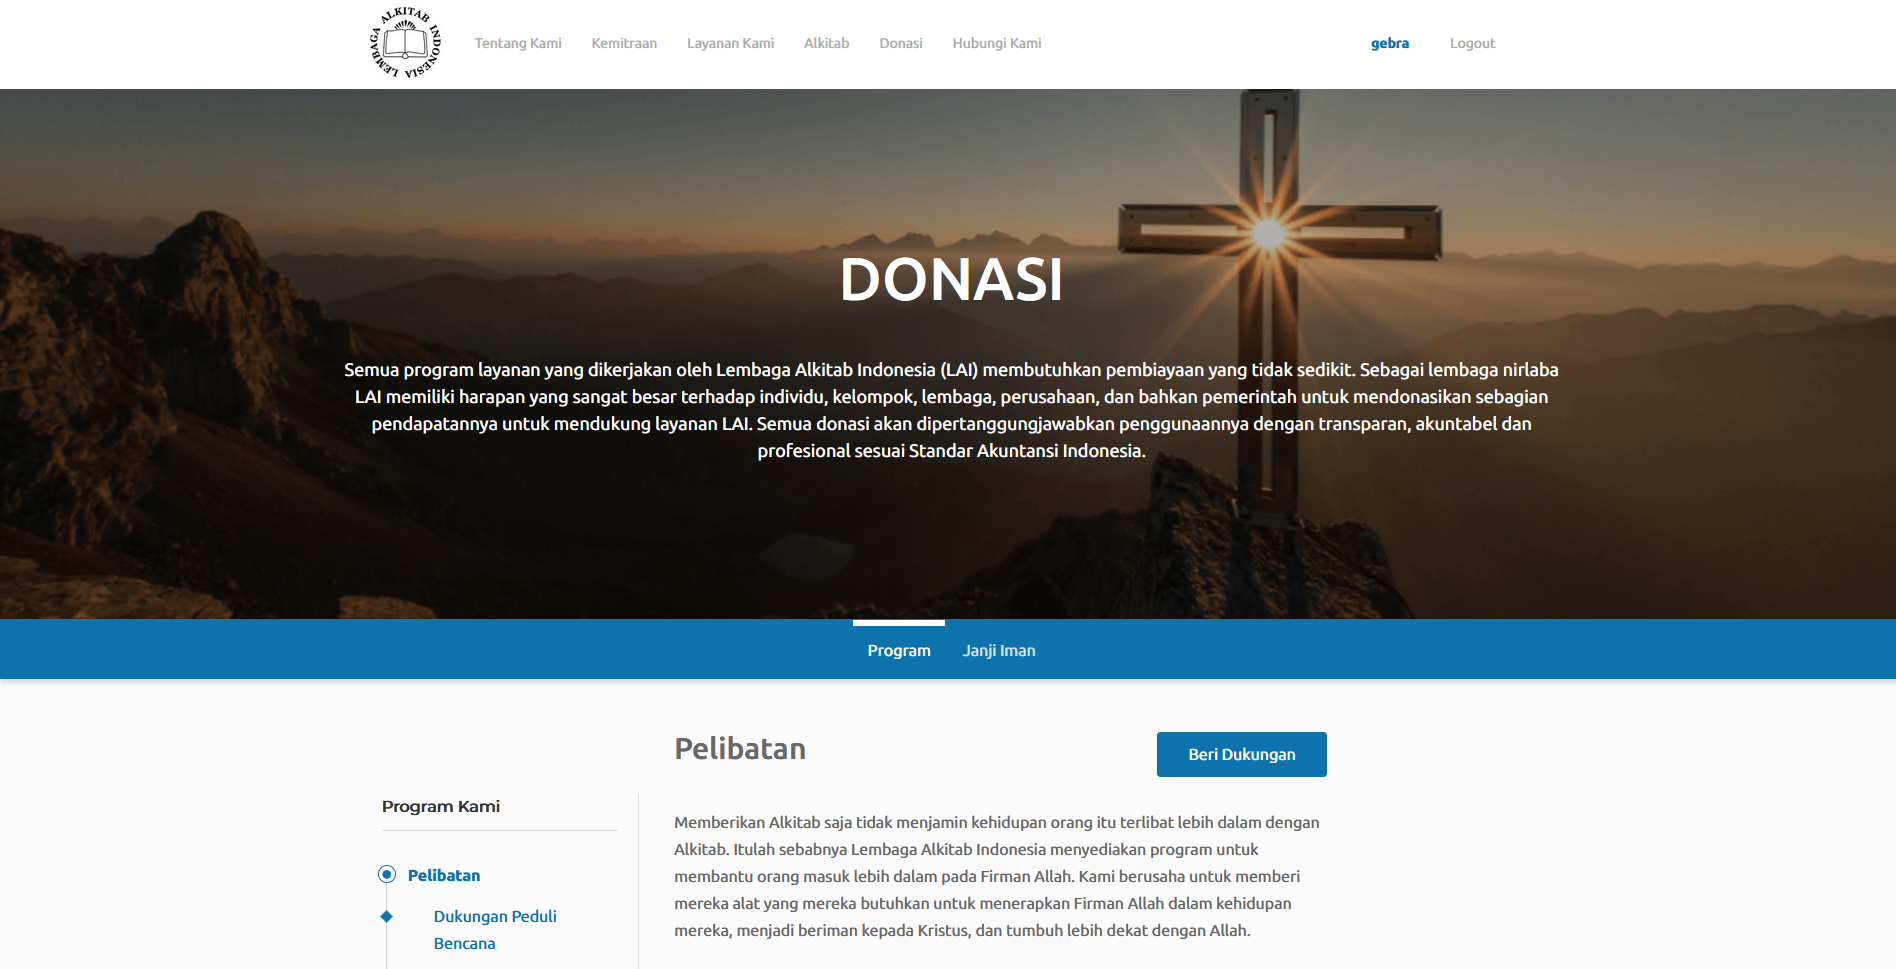 LEMBAGA ALKITAB INDONESIA
Tentang Kami
Kemitraan
Layanan Kami
Alkitab
Donasi
Hubungi Kami
gebra
Logout
DONASI
Semua program layanan yang dikerjakan oleh Lembaga Alkitab Indonesia (LAI) membutuhkan pembiayaan yang tidak sedikit. Sebagai lembaga nirlaba
LAI memiliki harapan yang sangat besar terhadap individu, kelompok, lembaga, perusahaan, dan bahkan pemerintah untuk mendonasikan sebagian
pendapatannya untuk mendukung layanan LAI. Semua donasi akan dipertanggungjawabkan penggunaannya dengan transparan, akuntabel dan
profesional sesuai Standar Akuntansi Indonesia.
Program
Janji Iman
Pelibatan
Beri Dukungan
Program Kami
Pelibatan
Dukungan Peduli
Bencana
Memberikan Alkitab saja tidak menjamin kehidupan orang itu terlibat lebih dalam dengan
Alkitab. Itulah sebabnya Lembaga Alkitab Indonesia menyediakan program untuk
membantu orang masuk lebih dalam pada Firman Allah. Kami berusaha untuk memberi
mereka alat yang mereka butuhkan untuk menerapkan Firman Allah dalam kehidupan
mereka, menjadi beriman kepada Kristus, dan tumbuh lebih dekat dengan Allah.